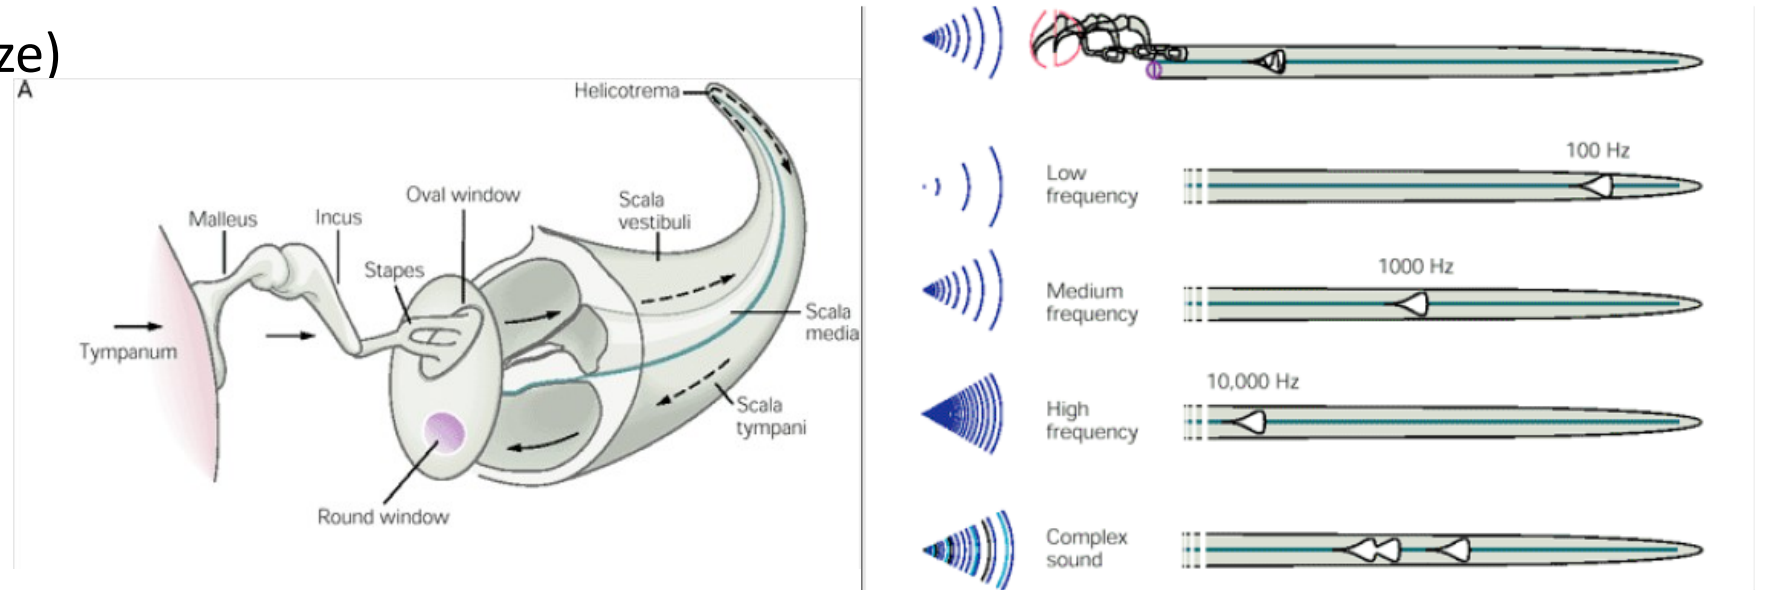 ze)
A
Helicotrema
Oval window
Scala
vestibuli
Malleus
Incus
Stapes
Scala
media
Tympanum
Scala
tympani
Round window
100 Hz
Low
frequency
1000 Hz
Medium
frequency
10,000 Hz
High
frequency
Complex
sound